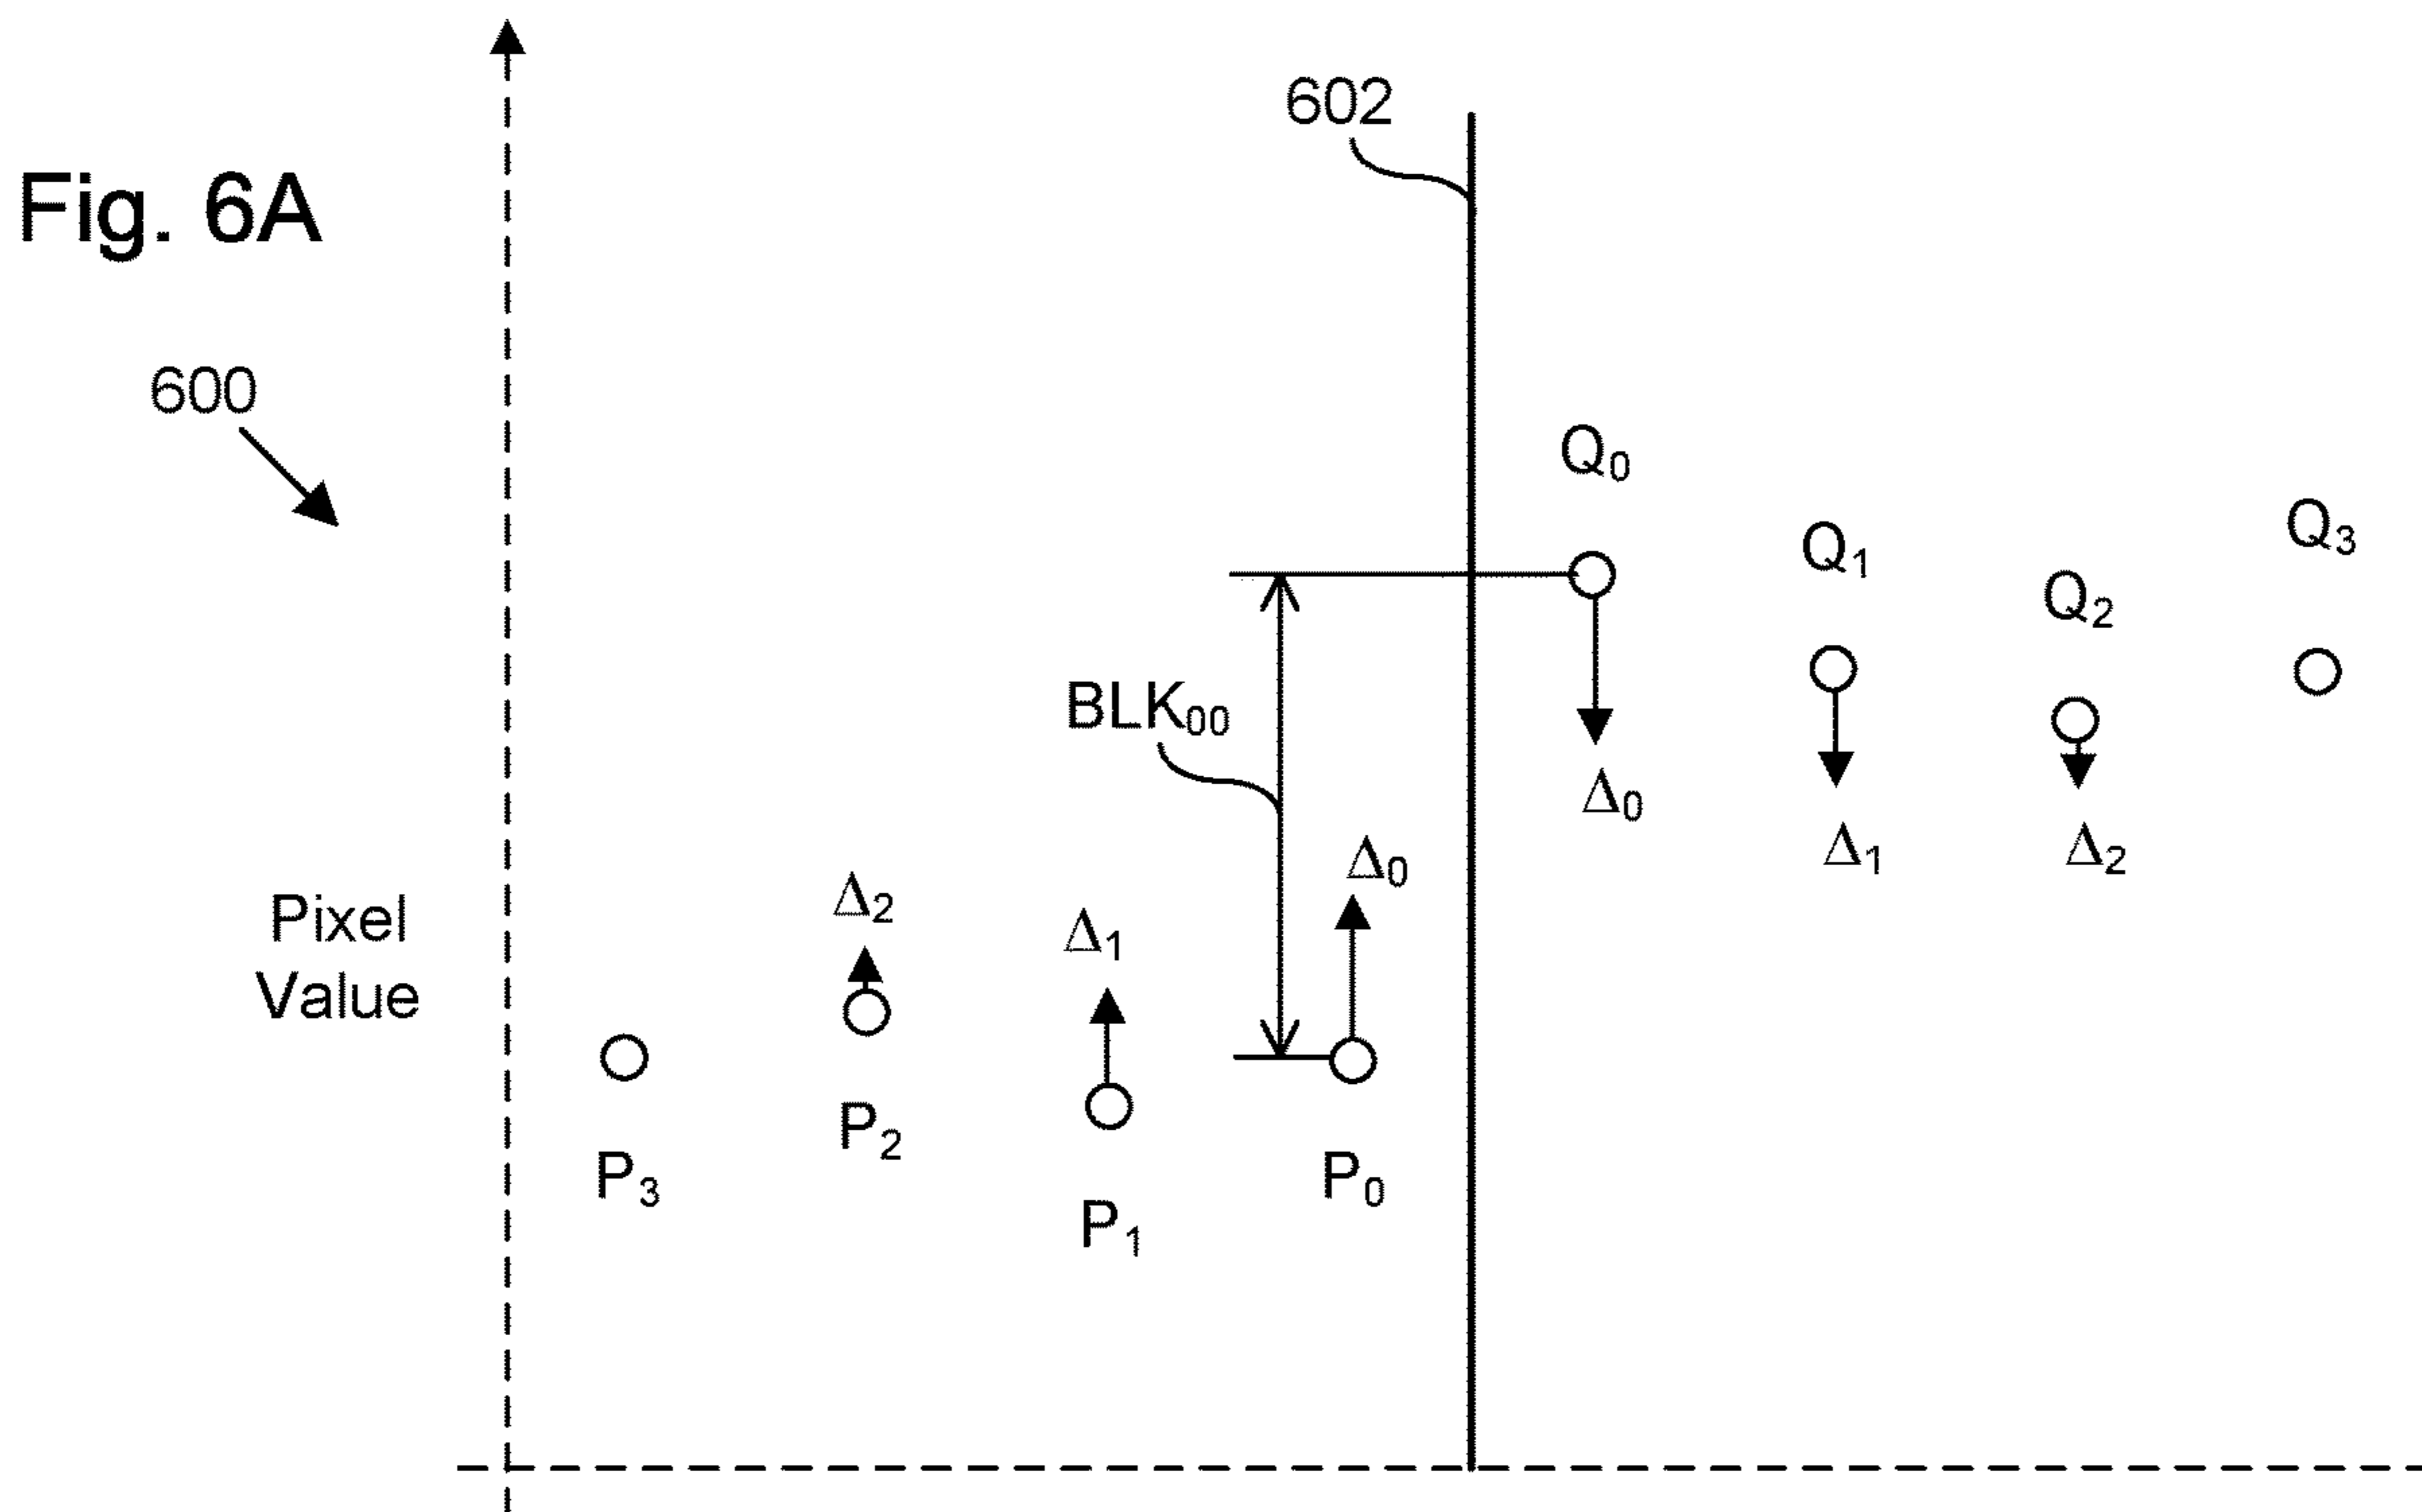 602
Fig. 6A
600
Q₀
Q₁
Q₃
Q₂
BLK₀₀
Δ₀
Δ₁
Δ₂
Δ₀
Δ₂
Δ₁
Pixel
Value
P₂
P₃
P₀
P₁